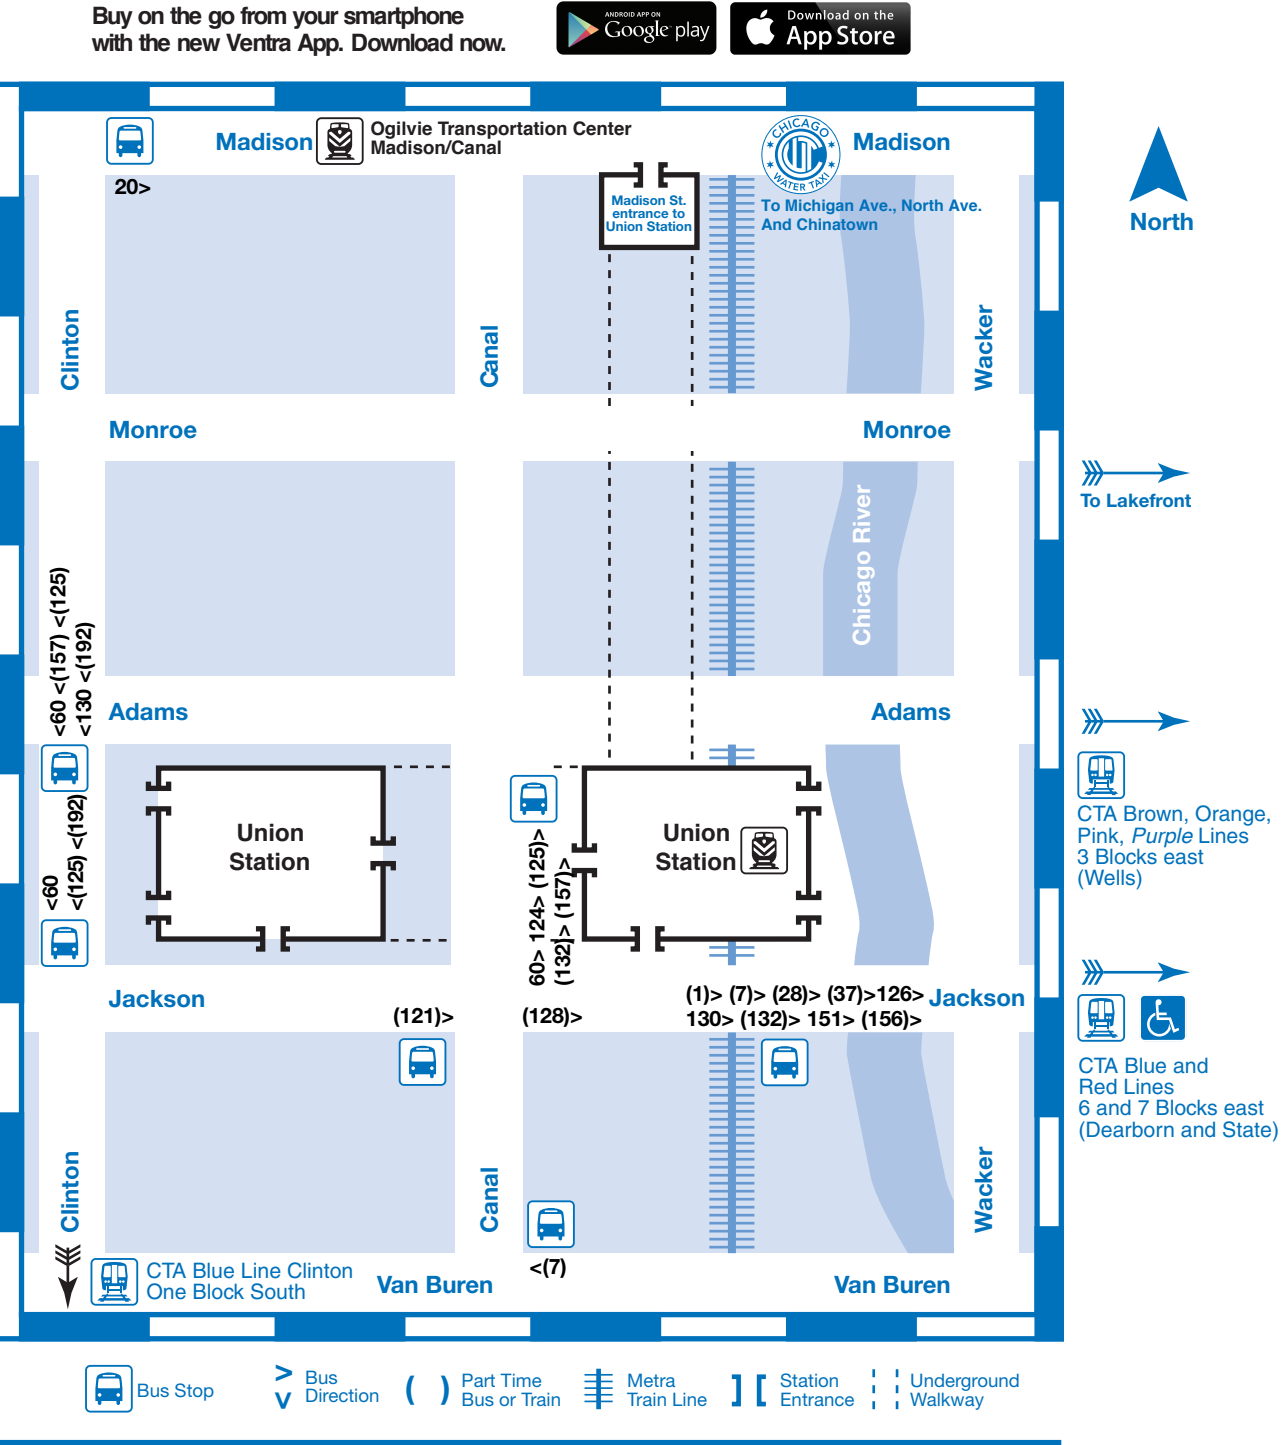 Buy on the go from your smartphone
with the new Ventra App. Download now.
ANDROID APP ON
Google play
Download on the
App Store
Madison
Ogilvie Transportation Center
Madison/Canal
CHICAGO
WATER TAXI
Madison
20>
Madison St.
entrance to
Union Station
To Michigan Ave., North Ave.
And Chinatown
North
Clinton
Canal
Wacker
Monroe
Monroe
To Lakefront
Chicago River
<60 <(157) <(125)
<130 <(192)
Adams
Adams
Union
Station
Union
Station
<60
<(125) <(192)
60> 124> (125)>
(132)> (157)>
CTA Brown, Orange,
Pink, Purple Lines
3 Blocks east
(Wells)
Jackson
(121)>
(128)>
(1)> (7)> (28)> (37)>126>
130> (132)> 151> (156)>
Jackson
CTA Blue and
Red Lines
6 and 7 Blocks east
(Dearborn and State)
Clinton
Canal
Wacker
<(7)
CTA Blue Line Clinton
One Block South
Van Buren
Van Buren
Bus Stop
> Bus
V Direction
( ) Part Time
Bus or Train
Metra
Train Line
Station
Entrance
Underground
Walkway